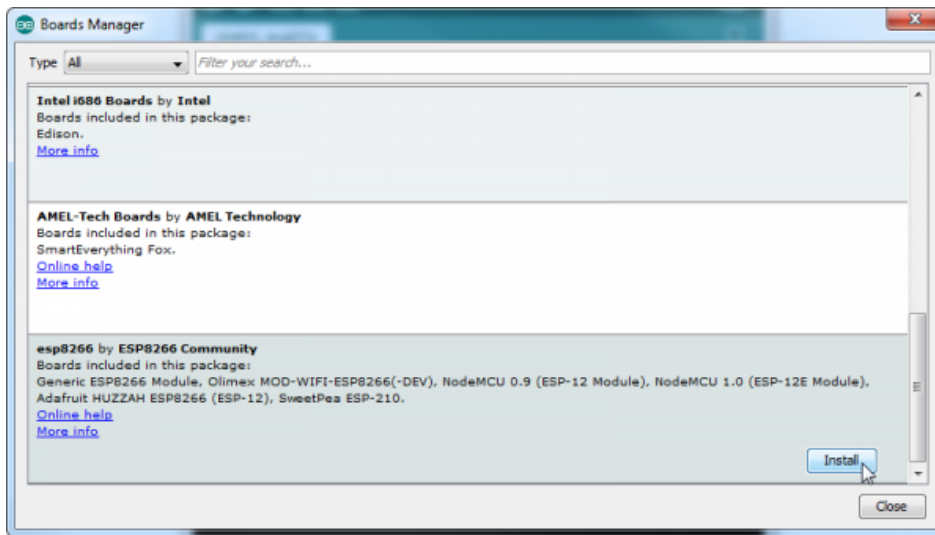 Boards Manager
Type All Filter your search...
Intel i686 Boards by Intel
Boards included in this package:
Edison.
More info
AMEL-Tech Boards by AMEL Technology
Boards included in this package:
SmartEverything Fox.
Online help
More info
esp8266 by ESP8266 Community
Boards included in this package:
Generic ESP8266 Module, Olimex MOD-WIFI-ESP8266(-DEV), NodeMCU 0.9 (ESP-12 Module), NodeMCU 1.0 (ESP-12E Module),
Adafruit HUZZAH ESP8266 (ESP-12), SweetPea ESP-210.
Online help
More info
Install
Close